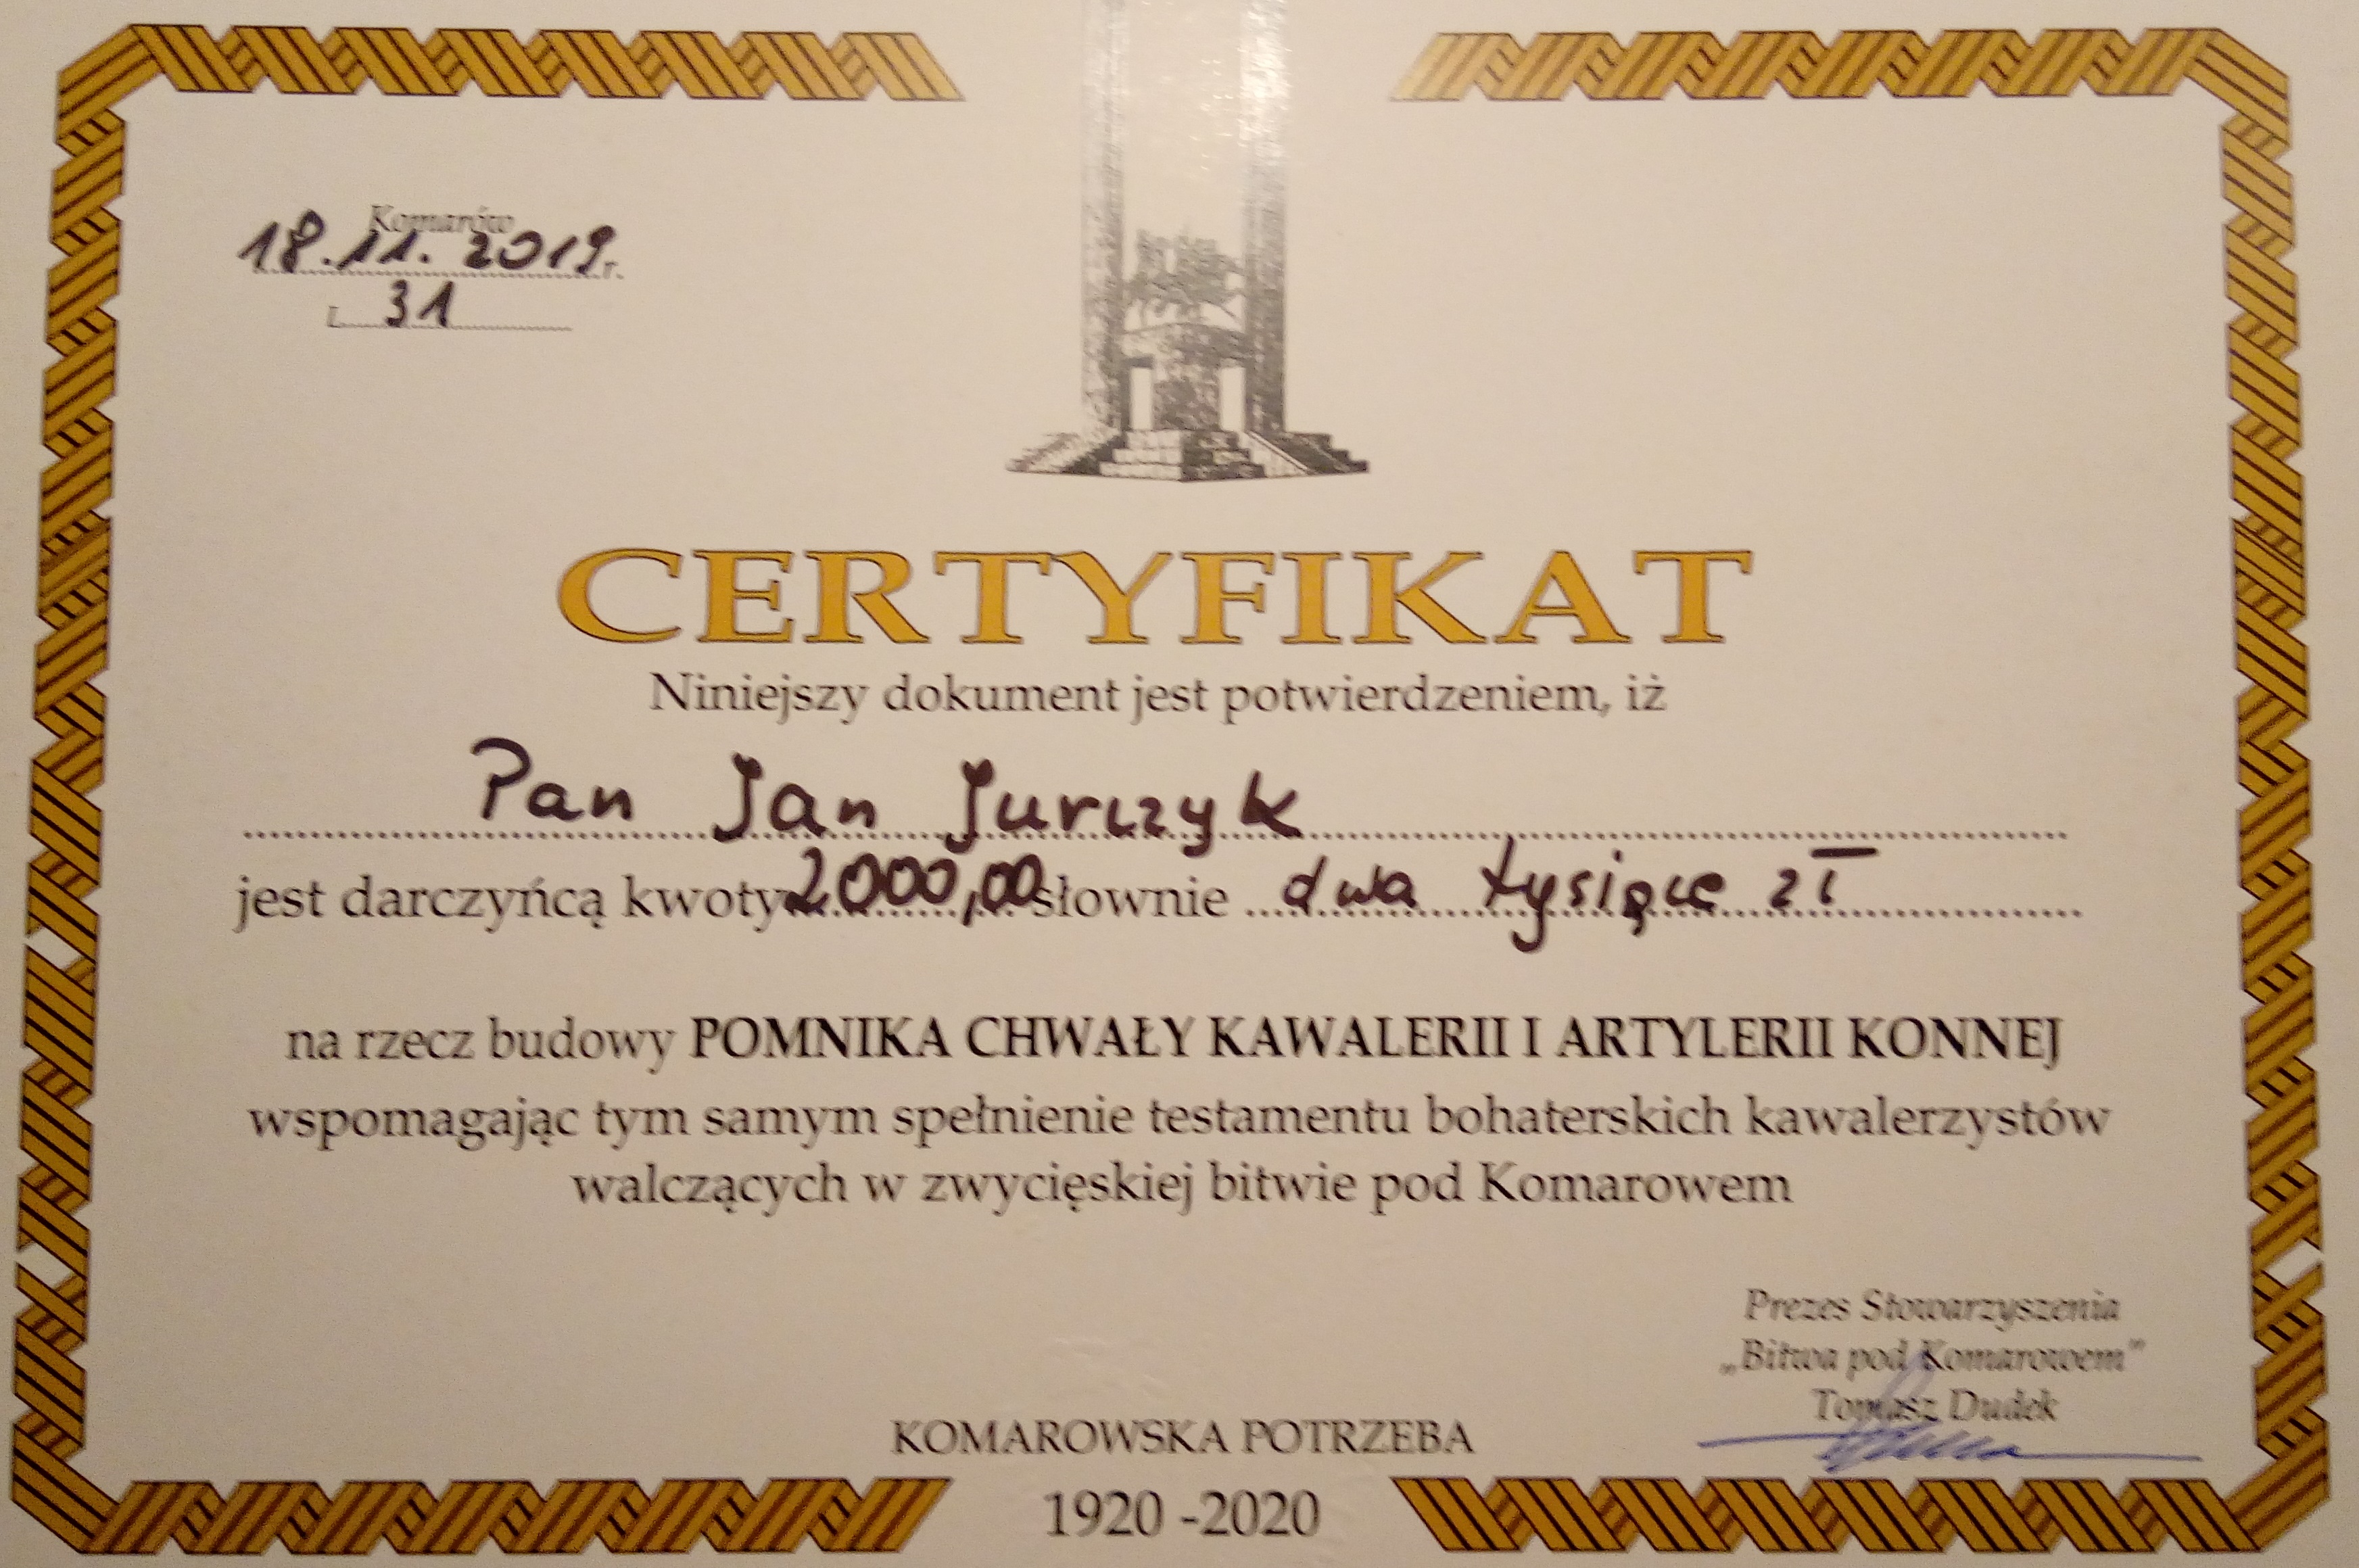 Komarów
18.11.2019 r.
L. 31
CERTYFIKAT
Niniejszy dokument jest potwierdzeniem, iż
Pan Jan Jurczyk
jest darczyńcą kwoty 2000,00 słownie dwa tysiące zł
na rzecz budowy POMNIKA CHWAŁY KAWALERII I ARTYLERII KONNEJ
wspomagając tym samym spełnienie testamentu bohaterskich kawalerzystów
walczących w zwycięskiej bitwie pod Komarowem
Prezes Stowarzyszenia
„Bitwa pod Komarowem”
Tomasz Dudek
KOMAROWSKA POTRZEBA
1920 -2020